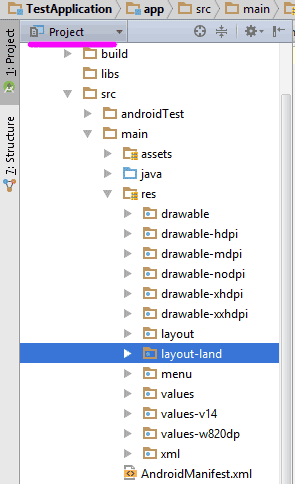 TestApplication app src main
Project
1: Project
7: Structure
build
libs
src
androidTest
main
assets
java
res
drawable
drawable-hdpi
drawable-mdpi
drawable-nodpi
drawable-xhdpi
drawable-xxhdpi
layout
layout-land
menu
values
values-v14
values-w820dp
xml
AndroidManifest.xml